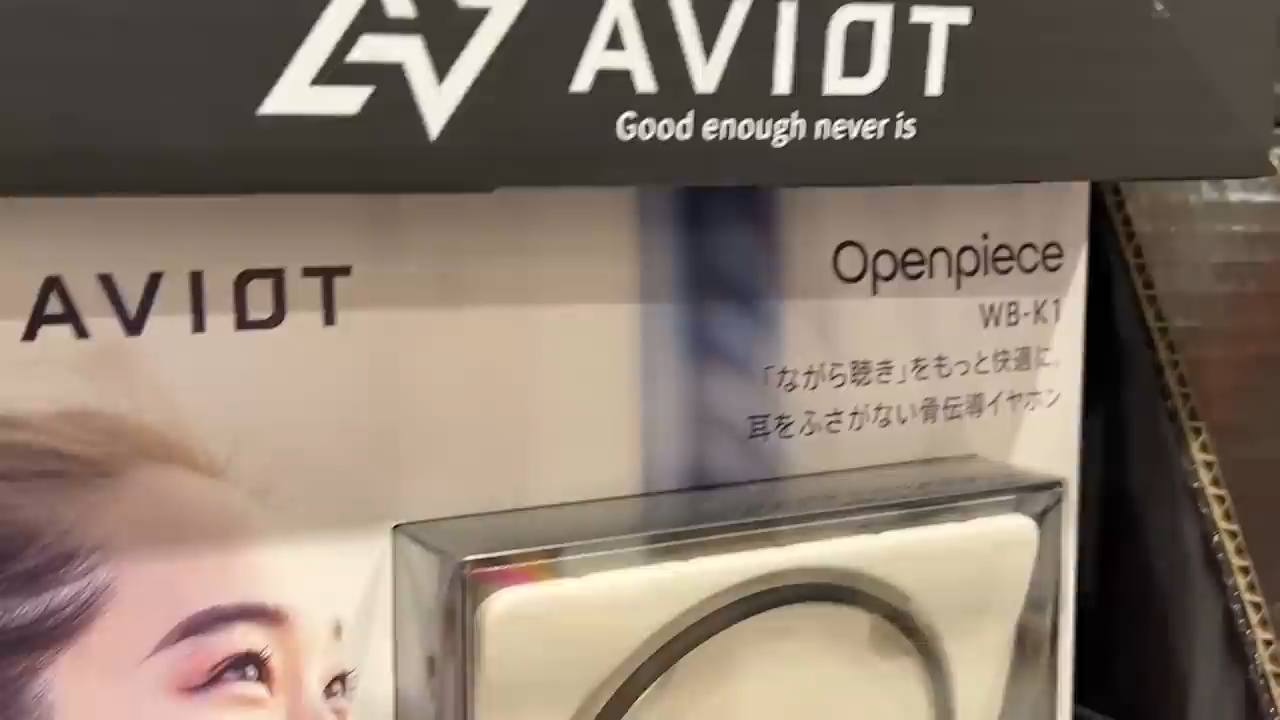 AVIOT
Good enough never is
AVIOT
Openpiece
WB-K1
「ながら聴き」をもっと快適に。
耳をふさがない骨伝導イヤホン